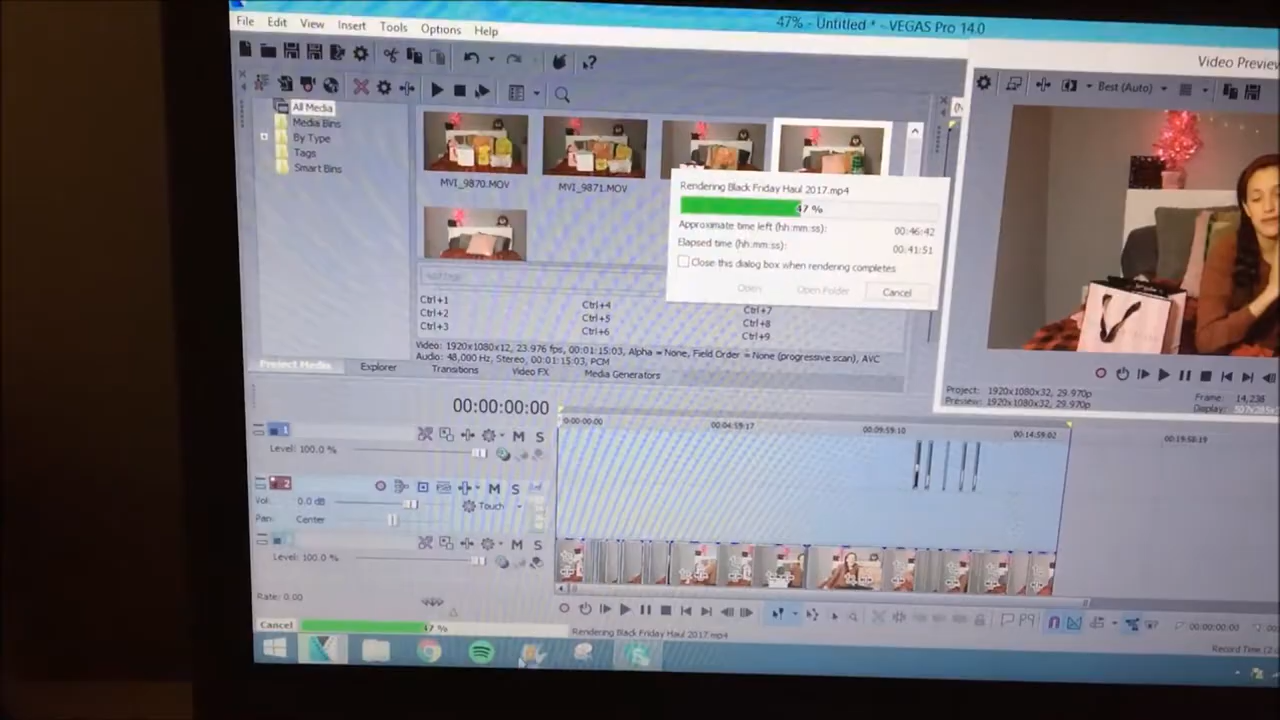 47% - Untitled * - VEGAS Pro 14.0
File Edit View Insert Tools Options Help
Video Preview
Best (Auto)
All Media
Media Bins
By Type
Tags
Smart Bins
MVI_9870.MOV
MVI_9871.MOV
Rendering Black Friday Haul 2017.mp4
47 %
Approximate time left (hh:mm:ss): 00:46:42
Elapsed time (hh:mm:ss): 00:41:51
Close this dialog box when rendering completes
Open Open Folder Cancel
Add tags
Ctrl+1 Ctrl+4 Ctrl+7
Ctrl+2 Ctrl+5 Ctrl+8
Ctrl+3 Ctrl+6 Ctrl+9
Video: 1920x1080x12, 23.976 fps, 00:01:15:03, Alpha = None, Field Order = None (progressive scan), AVC
Audio: 48,000 Hz, Stereo, 00:01:15:03, PCM
Project Media Explorer Transitions Video FX Media Generators
Project: 1920x1080x32, 29.970p
Preview: 1920x1080x32, 29.970p
Frame: 14,238
Display:
00:00:00:00
0:00:00:00 00:04:59:17 00:09:59:10 00:14:59:02 00:19:58:19
1
Level: 100.0 %
M S
2
M S
Vol: 0.0 dB
Touch
Pan: Center
M S
Level: 100.0 %
Rate: 0.00
00:00:00:00
Cancel 47 %
Rendering Black Friday Haul 2017.mp4
Record Time (2